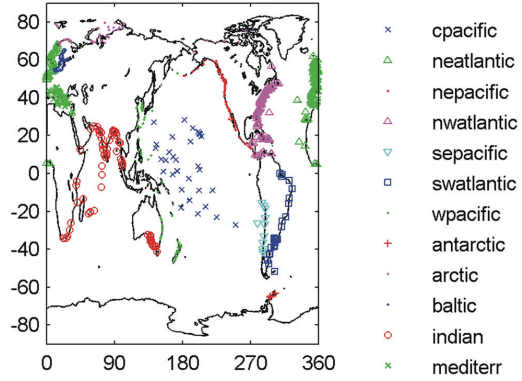 80
60
40
20
0
-20
-40
-60
-80
0
90
180
270
360
cpacific
neatlantic
nepacific
nwatlantic
sepacific
swatlantic
wpacific
antarctic
arctic
baltic
indian
mediterr